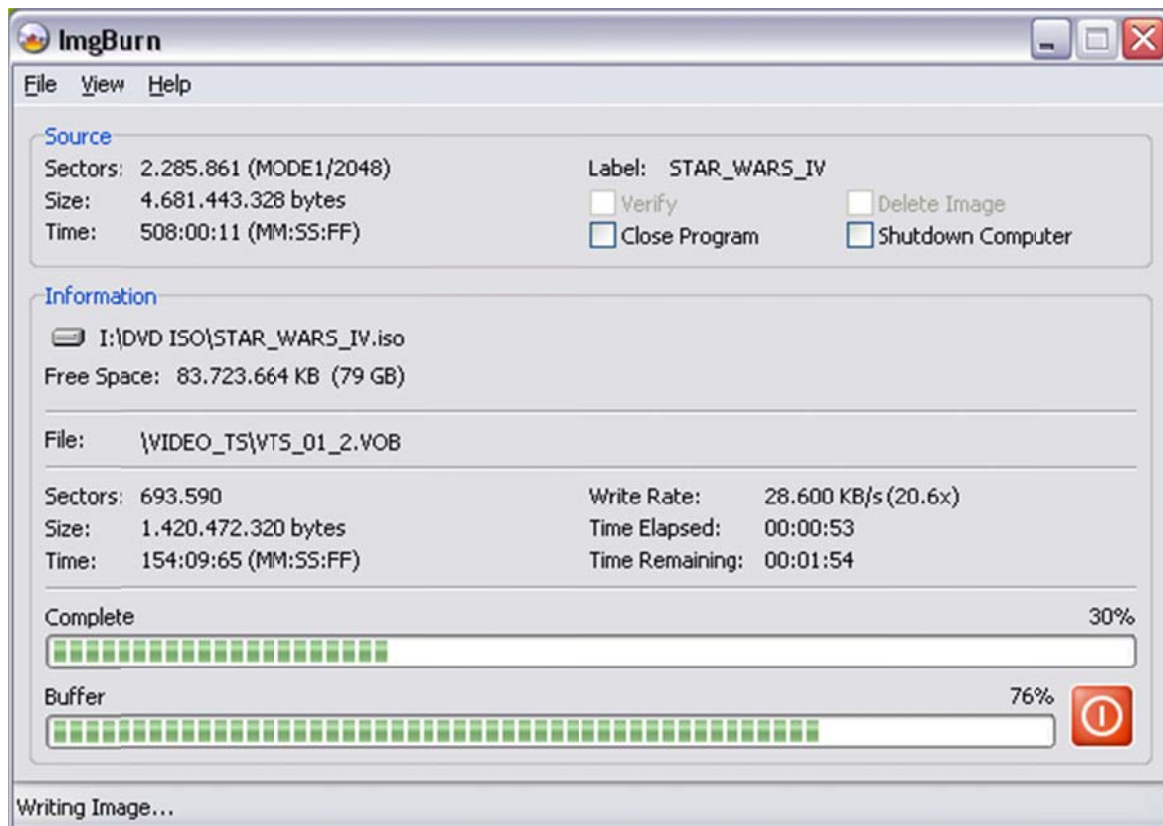 ImgBurn
File View Help
Source
Sectors: 2.285.861 (MODE1/2048) Label: STAR_WARS_IV
Size: 4.681.443.328 bytes Verify Delete Image
Time: 508:00:11 (MM:SS:FF) Close Program Shutdown Computer
Information
I:\DVD ISO\STAR_WARS_IV.iso
Free Space: 83.723.664 KB (79 GB)
File: \VIDEO_TS\VTS_01_2.VOB
Sectors: 693.590 Write Rate: 28.600 KB/s (20.6x)
Size: 1.420.472.320 bytes Time Elapsed: 00:00:53
Time: 154:09:65 (MM:SS:FF) Time Remaining: 00:01:54
Complete 30%
Buffer 76%
Writing Image...